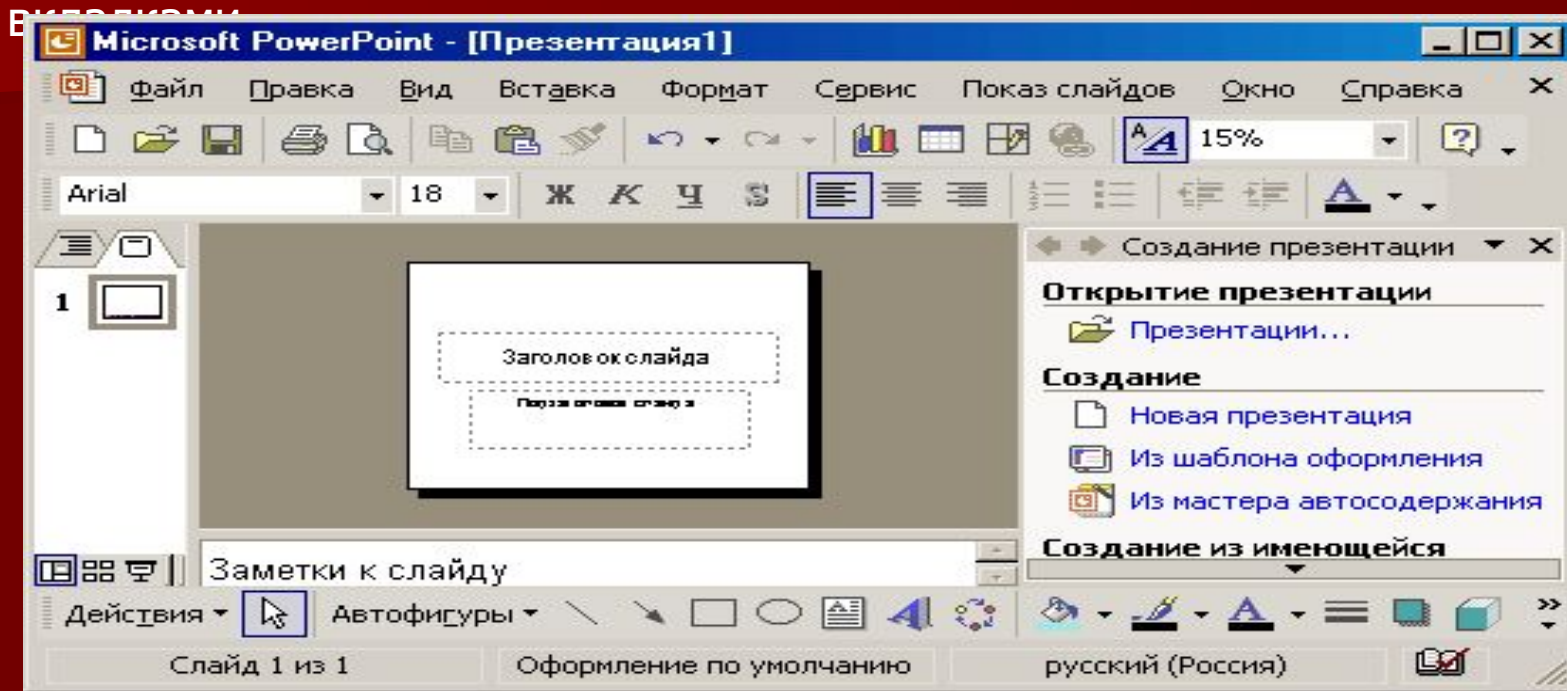 вкладками
Microsoft PowerPoint - [Презентация1]
Файл Правка Вид Вставка Формат Сервис Показ слайдов Окно Справка
15%
Arial 18 Ж К Ч S
Создание презентации
1
Открытие презентации
Презентации...
Заголовок слайда
Создание
Новая презентация
Из шаблона оформления
Из мастера автосодержания
Создание из имеющейся
Заметки к слайду
Действия Автофигуры
Слайд 1 из 1 Оформление по умолчанию русский (Россия)